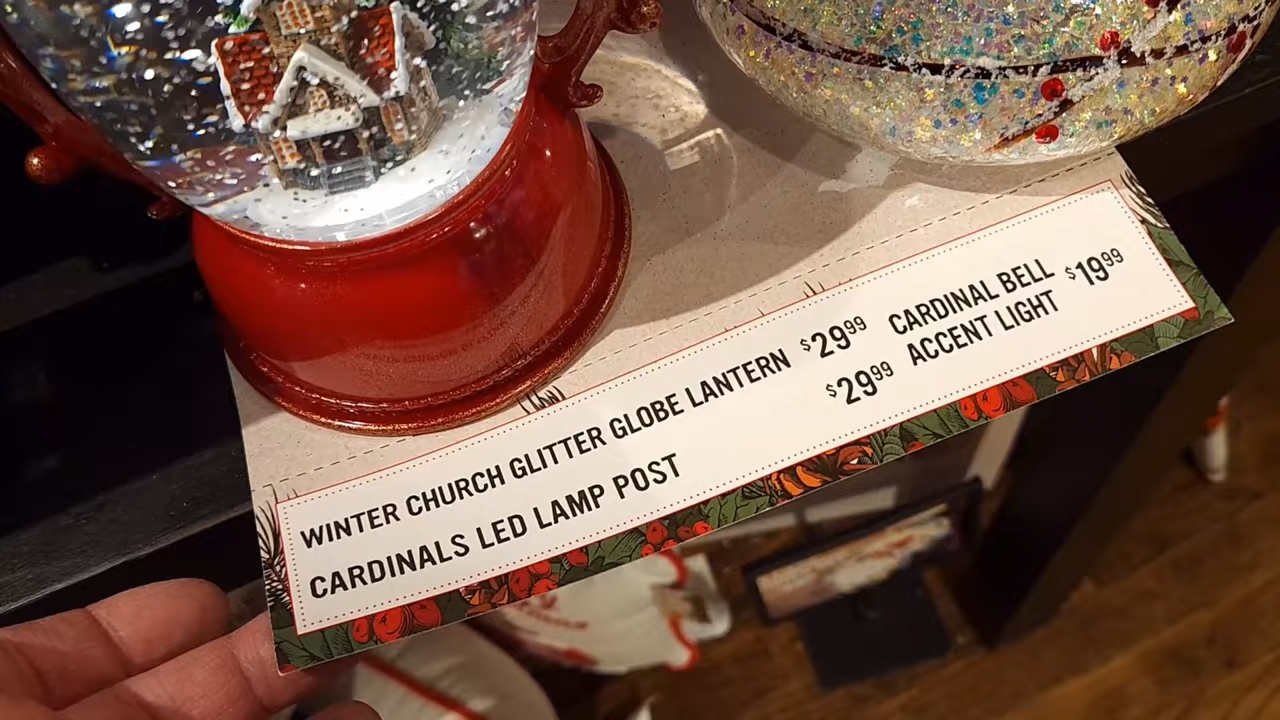 WINTER CHURCH GLITTER GLOBE LANTERN $29.99
CARDINALS LED LAMP POST $29.99
CARDINAL BELL
ACCENT LIGHT $19.99